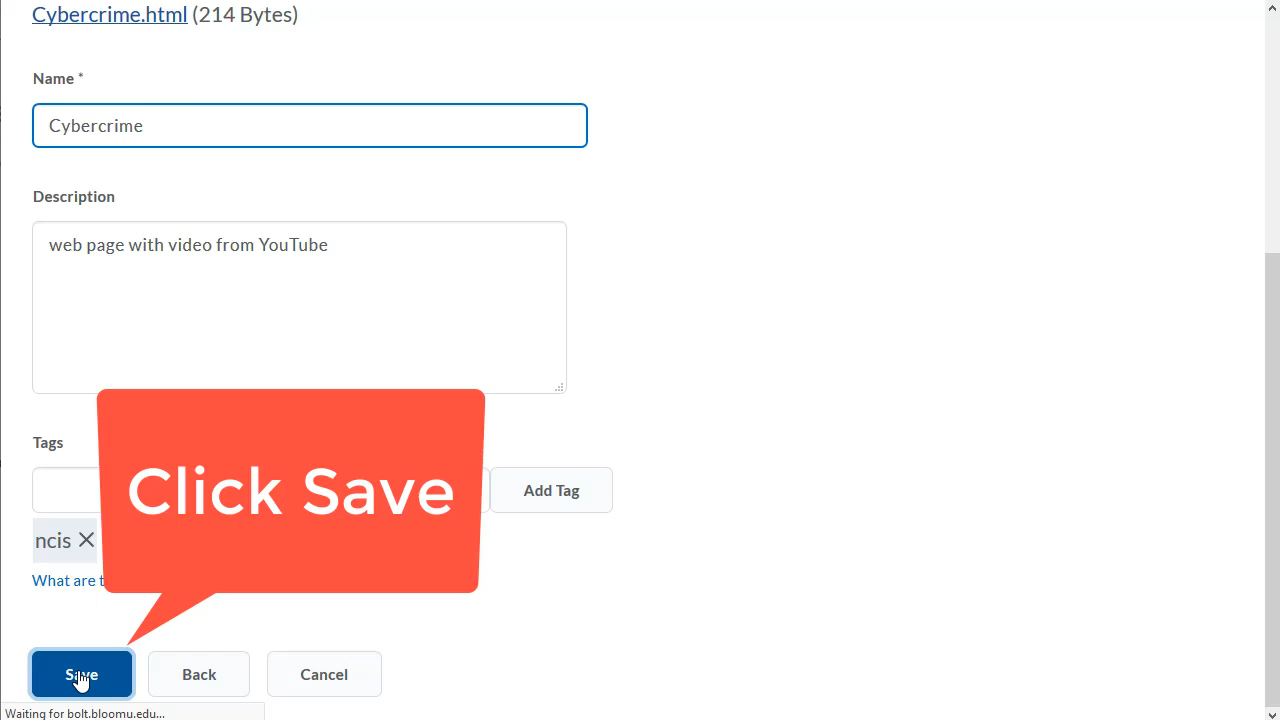 Cybercrime.html (214 Bytes)
Name *
Cybercrime
Description
web page with video from YouTube
Tags
Add Tag
Click Save
ncis
What are t
Save Back Cancel
Waiting for bolt.bloomu.edu...